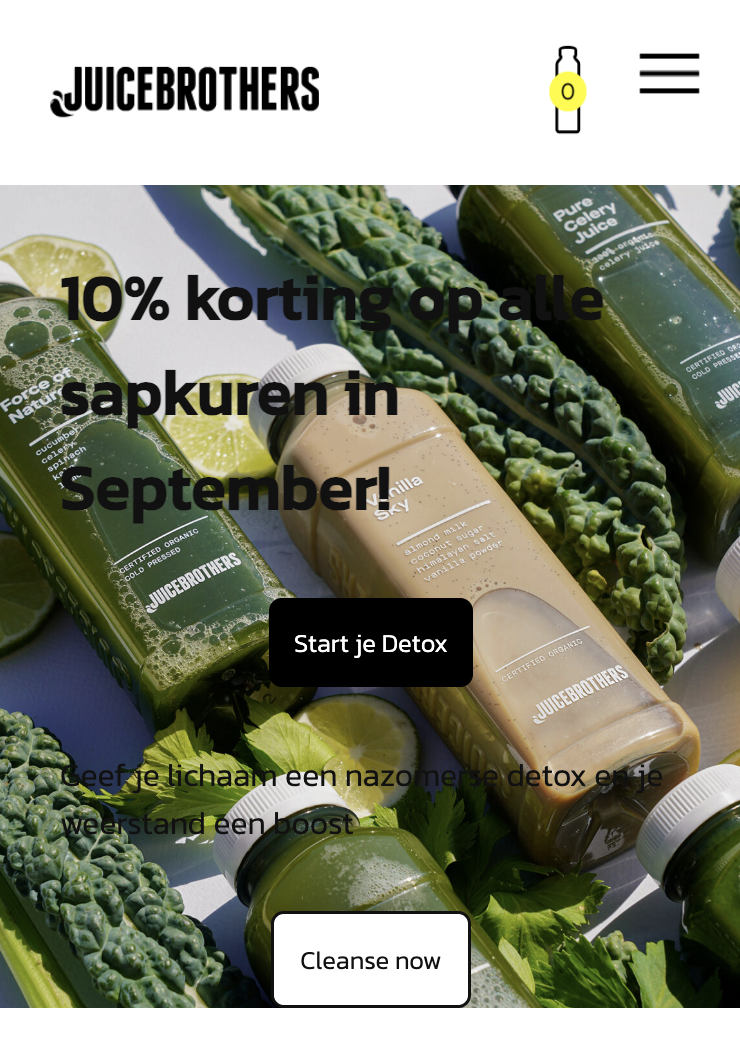 JUICEBROTHERS
0
10% korting op alle
sapkuren in
September!
Start je Detox
Geef je lichaam een nazomerse detox en je
weerstand een boost
Cleanse now
Pure
Celery
Juice
100% organic
celery juice
CERTIFIED ORGANIC
COLD PRESSED
Force of
Nature
cucumber
celery
spinach
CERTIFIED ORGANIC
COLD PRESSED
JUICEBROTHERS
Vanilla
Sky
almond milk
coconut sugar
himalayan salt
vanilla powder
CERTIFIED ORGANIC
JUICEBROTHERS